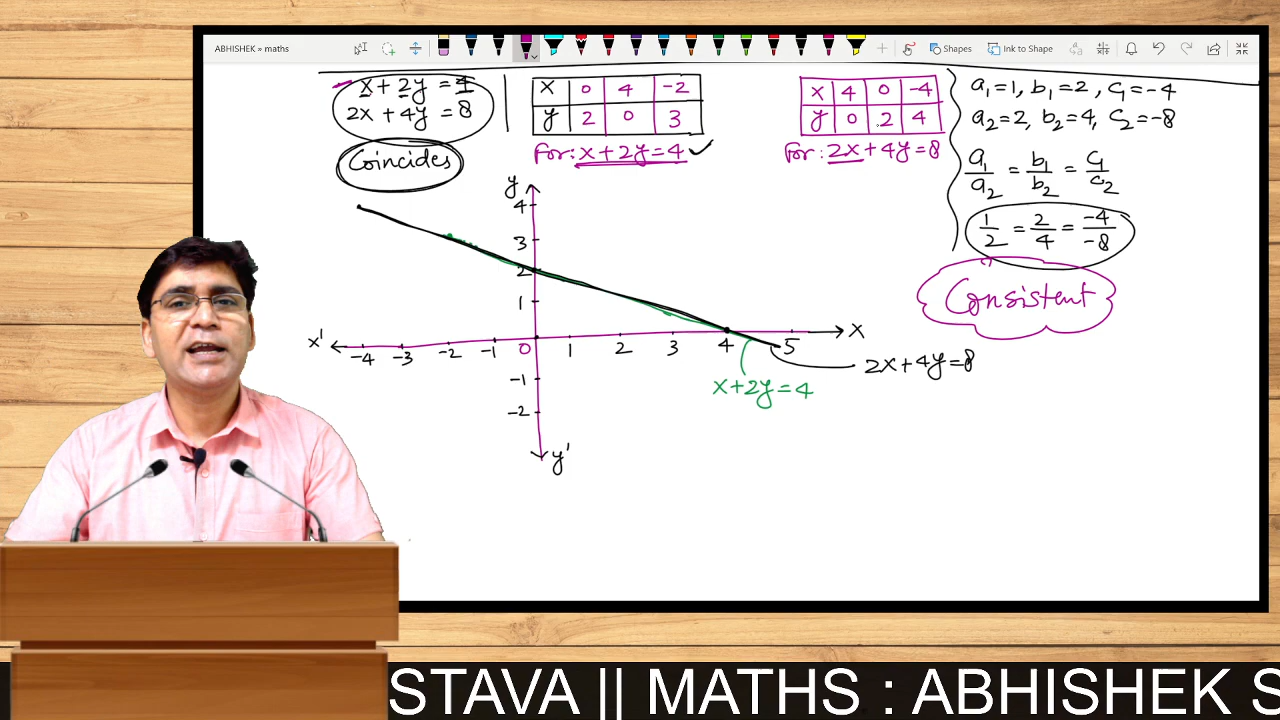 ABHISHEK » maths
Shapes
Ink to Shape
x + 2y = 4
2x + 4y = 8
Coincides
x 0 4 -2
y 2 0 3
For: x+2y=4 ✓
x 4 0 -4
y 0 2 4
For: 2x+4y=8
a₁=1, b₁=2, c₁=-4
a₂=2, b₂=4, c₂=-8
a₁/a₂ = b₁/b₂ = c₁/c₂
1/2 = 2/4 = -4/-8
Consistent
y
4
3
2
1
x' -4 -3 -2 -1 0 1 2 3 4 5 x
-1
-2
y'
2x+4y=8
x+2y=4
STAVA || MATHS : ABHISHEK S